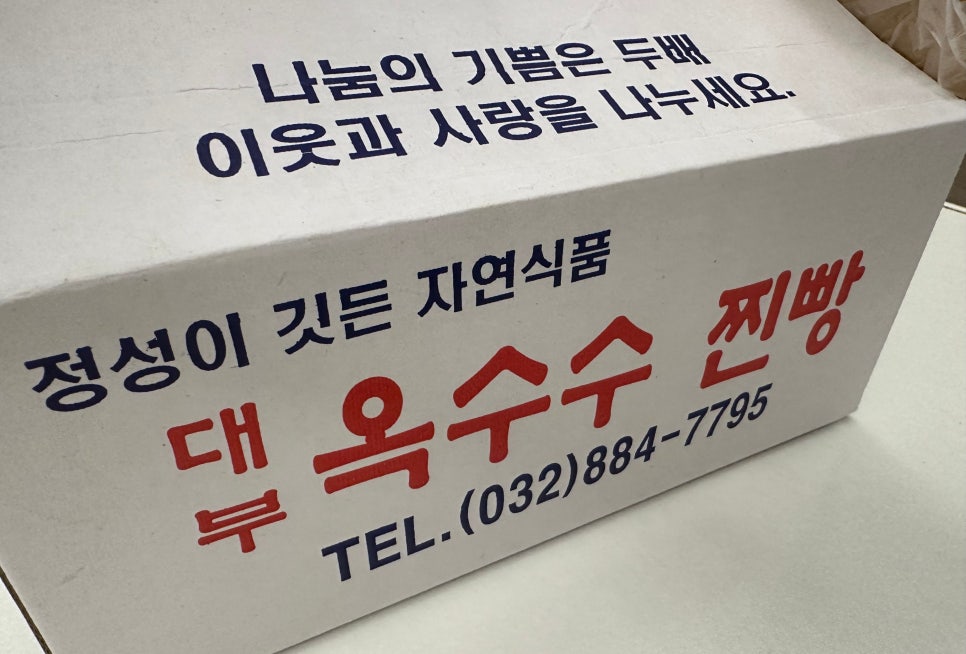 나눔의 기쁨은 두배
이웃과 사랑을 나누세요.
정성이 깃든 자연식품
대부 옥수수 찐빵
TEL.(032)884-7795